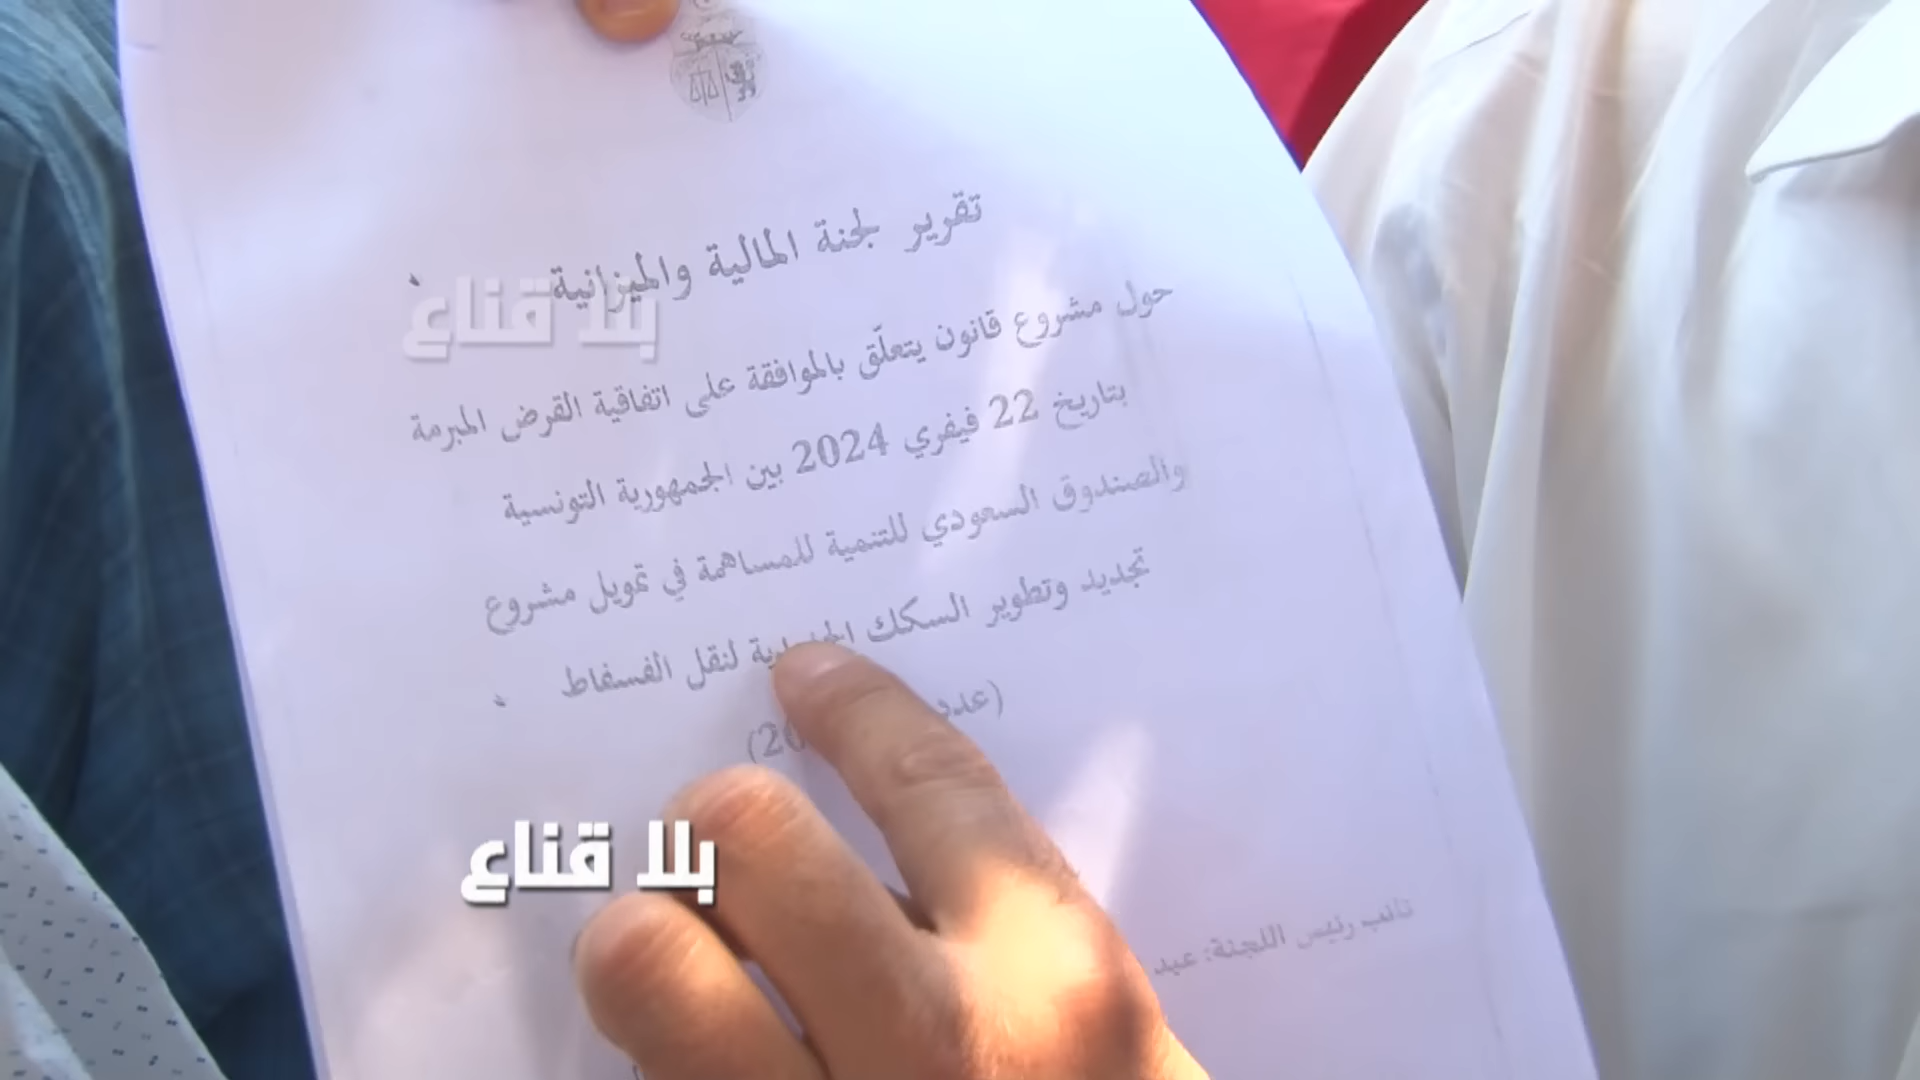 تقرير لجنة المالية والميزانية
حول مشروع قانون يتعلّق بالموافقة على اتفاقية القرض المبرمة
بتاريخ 22 فيفري 2024 بين الجمهورية التونسية
والصندوق السعودي للتنمية للمساهمة في تمويل مشروع
تجديد وتطوير السكك الحديدية لنقل الفسفاط
(عدد
نائب رئيس اللجنة: عبد
بلا قناع
بلا قناع